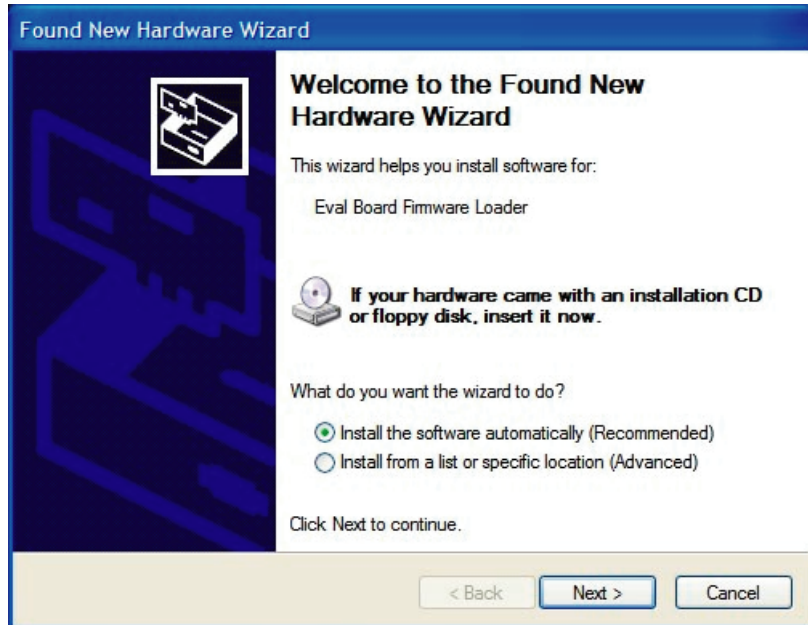 Found New Hardware Wizard
Welcome to the Found New
Hardware Wizard
This wizard helps you install software for:
Eval Board Firmware Loader
If your hardware came with an installation CD
or floppy disk, insert it now.
What do you want the wizard to do?
Install the software automatically (Recommended)
Install from a list or specific location (Advanced)
Click Next to continue.
< Back
Next >
Cancel